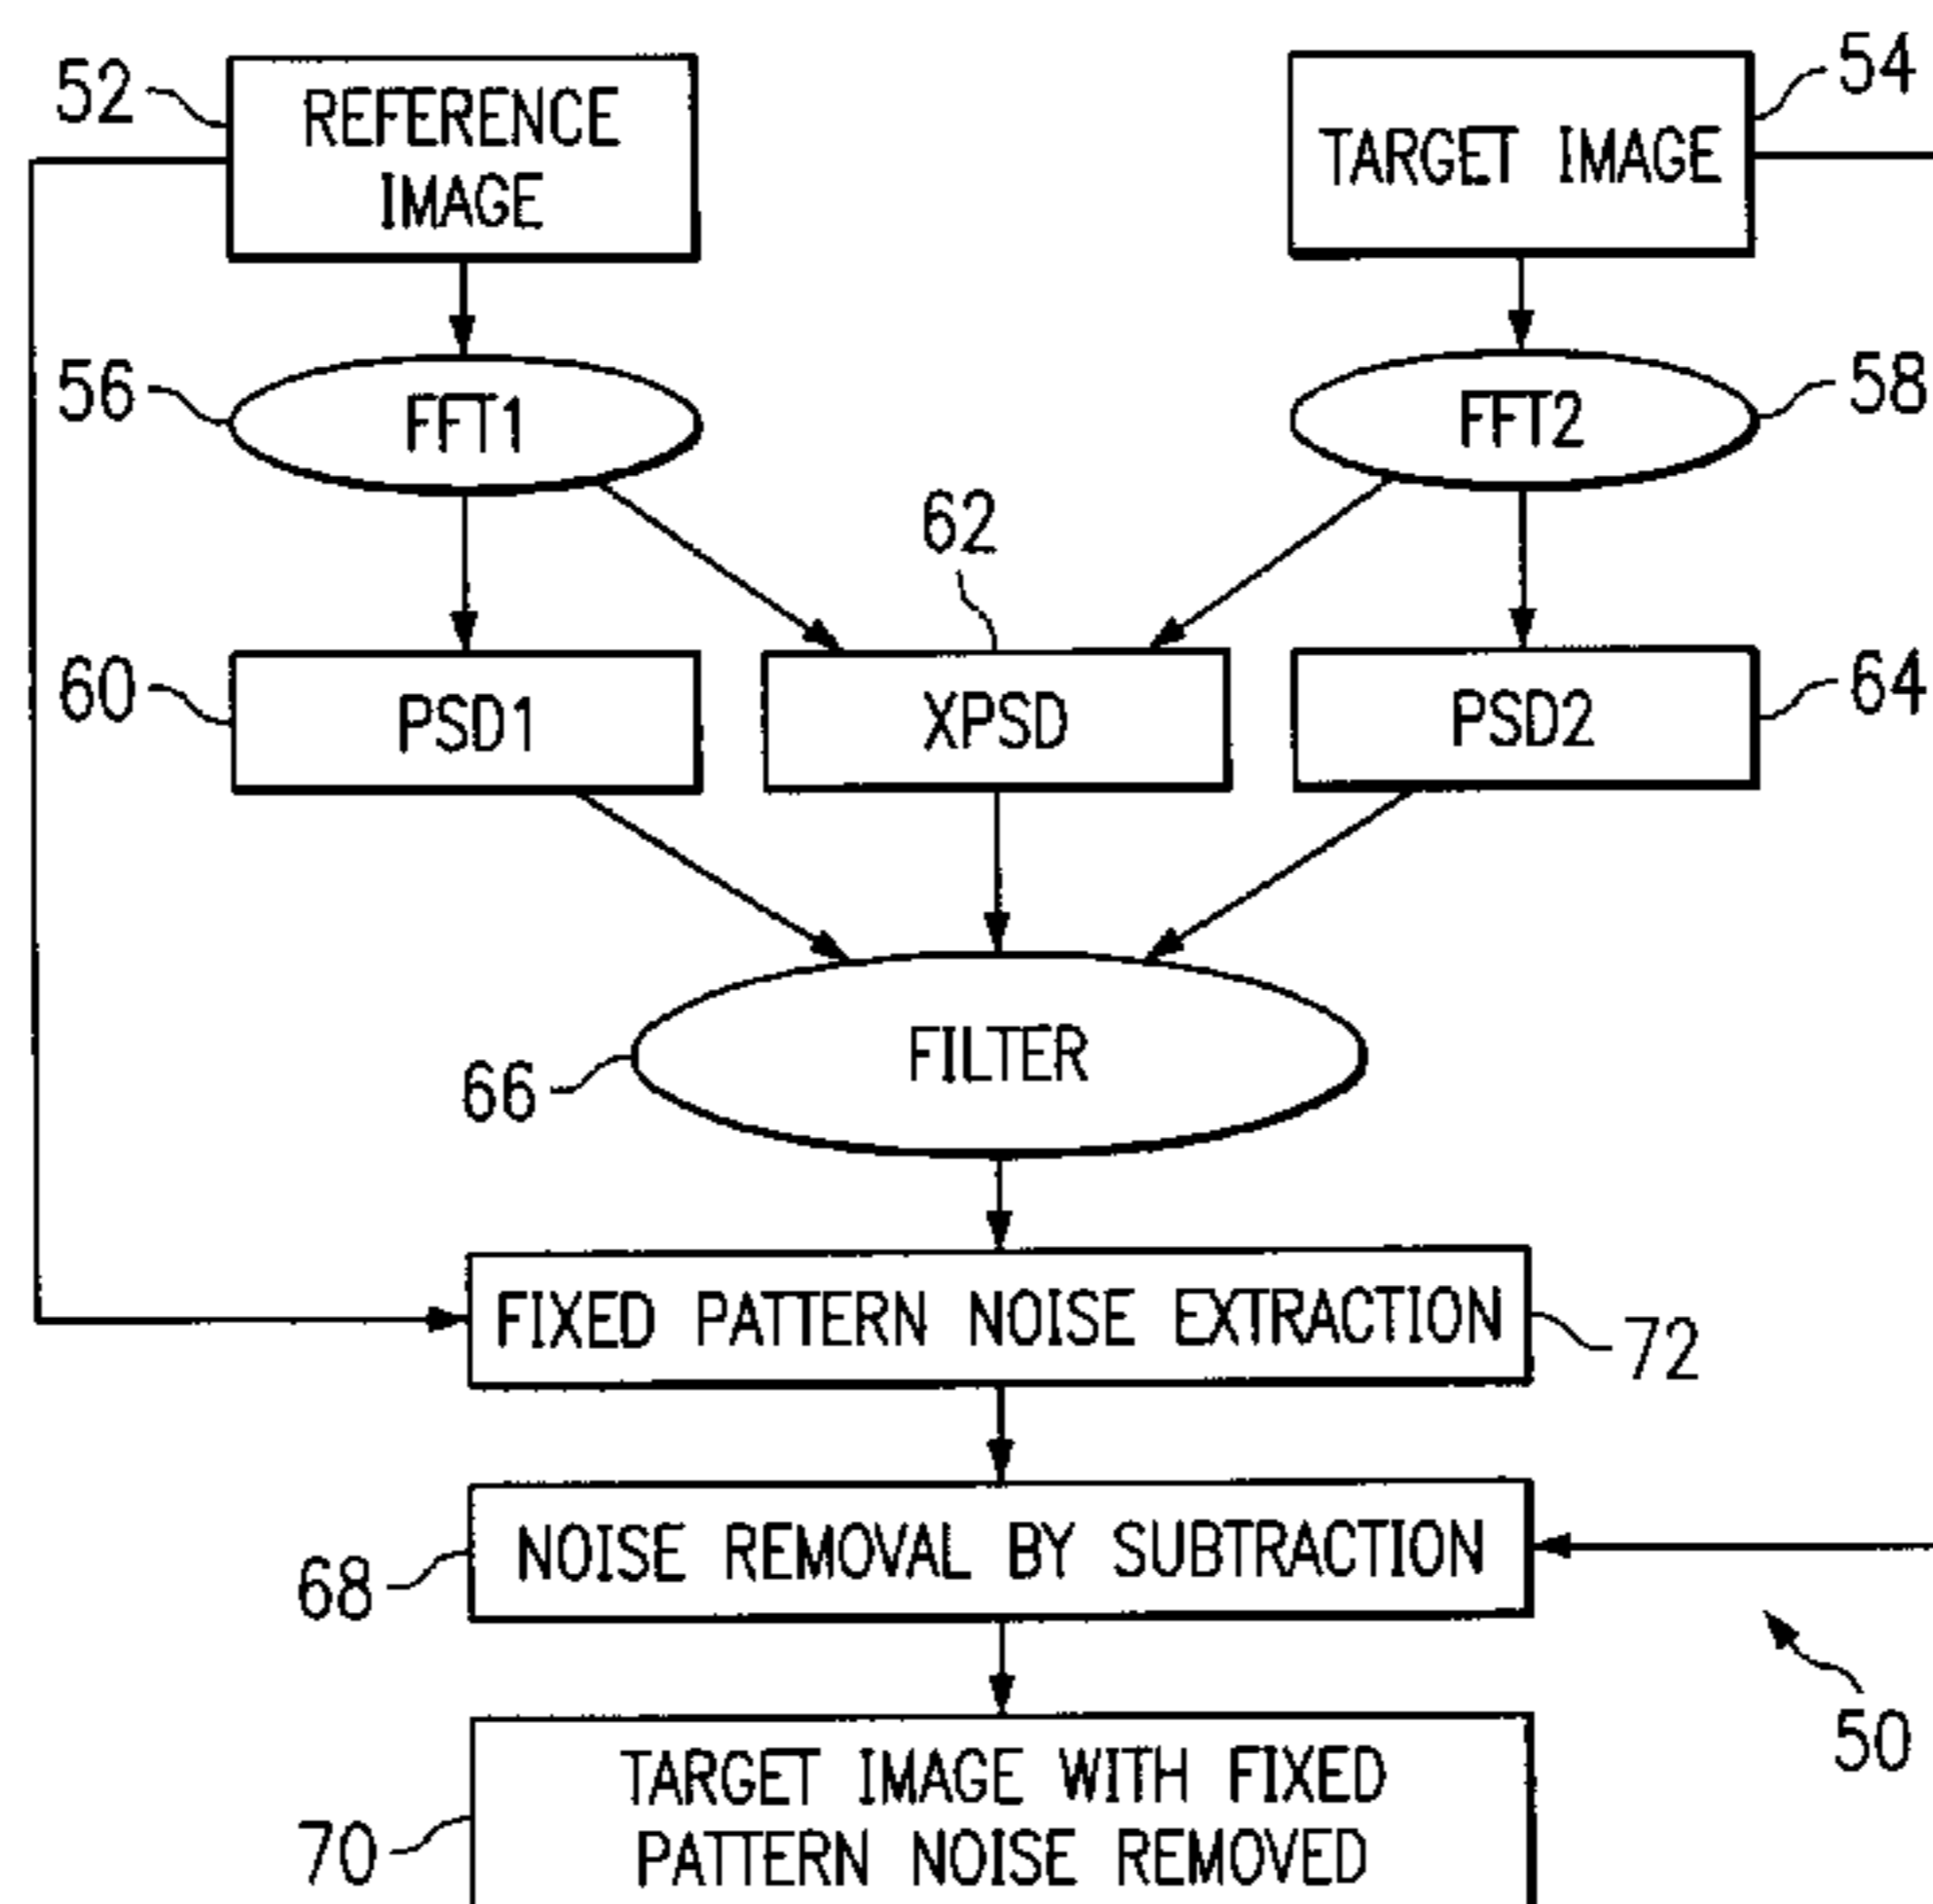 52
REFERENCE
IMAGE
54
TARGET IMAGE
56
FFT1
58
FFT2
62
60
PSD1
XPSD
PSD2
64
FILTER
66
FIXED PATTERN NOISE EXTRACTION
72
NOISE REMOVAL BY SUBTRACTION
68
50
TARGET IMAGE WITH FIXED
PATTERN NOISE REMOVED
70